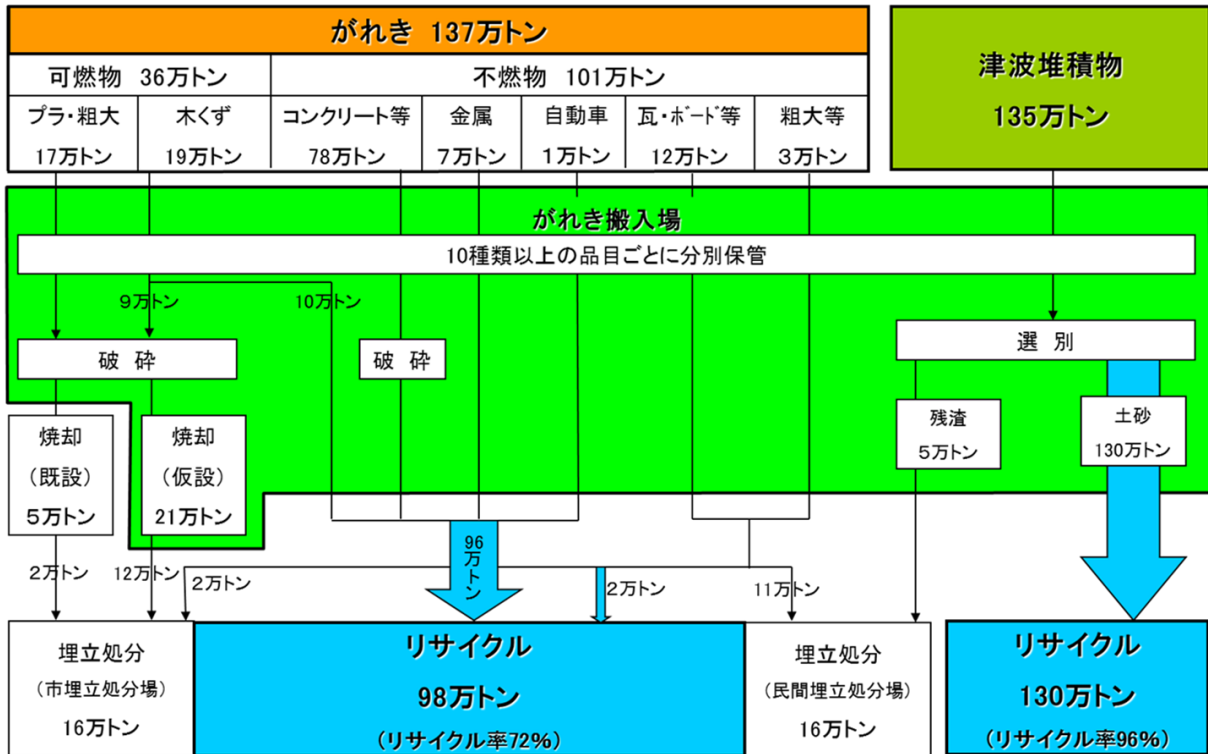 がれき 137万トン
津波堆積物
135万トン
可燃物 36万トン
不燃物 101万トン
プラ・粗大
17万トン
木くず
19万トン
コンクリート等
78万トン
金属
7万トン
自動車
1万トン
瓦・ボード等
12万トン
粗大等
3万トン
がれき搬入場
10種類以上の品目ごとに分別保管
9万トン
10万トン
破 砕
破 砕
選 別
焼却
(既設)
5万トン
焼却
(仮設)
21万トン
残渣
5万トン
土砂
130万トン
2万トン
12万トン
2万トン
96万トン
2万トン
11万トン
埋立処分
(市埋立処分場)
16万トン
リサイクル
98万トン
(リサイクル率72%)
埋立処分
(民間埋立処分場)
16万トン
リサイクル
130万トン
(リサイクル率96%)